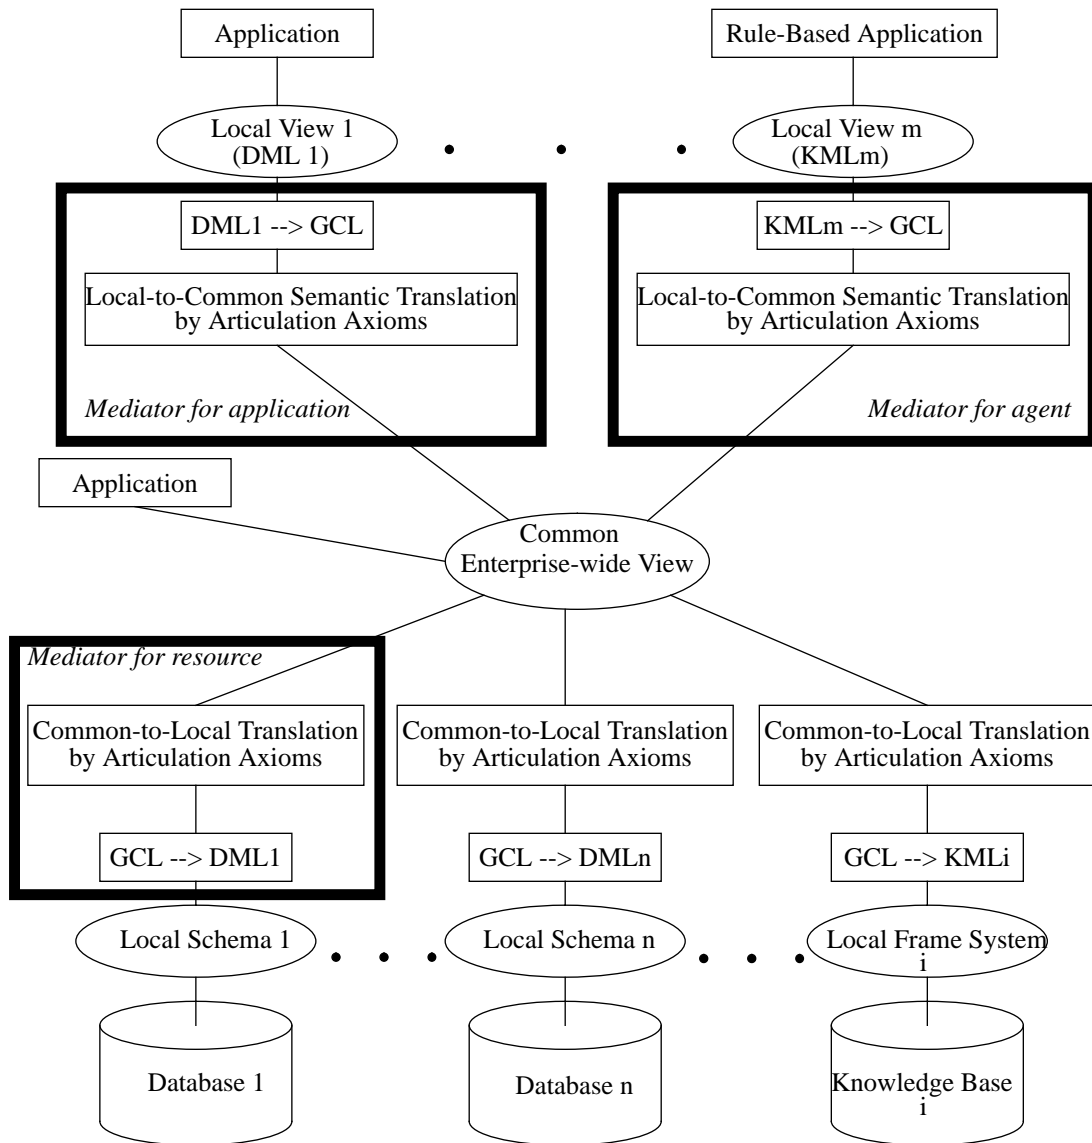 Application
Rule-Based Application
Local View 1
(DML 1)
Local View m
(KMLm)
DML1 --> GCL
KMLm --> GCL
Local-to-Common Semantic Translation
by Articulation Axioms
Local-to-Common Semantic Translation
by Articulation Axioms
Mediator for application
Mediator for agent
Application
Common
Enterprise-wide View
Mediator for resource
Common-to-Local Translation
by Articulation Axioms
Common-to-Local Translation
by Articulation Axioms
Common-to-Local Translation
by Articulation Axioms
GCL --> DML1
GCL --> DMLn
GCL --> KMLi
Local Schema 1
Local Schema n
Local Frame System
i
Database 1
Database n
Knowledge Base
i